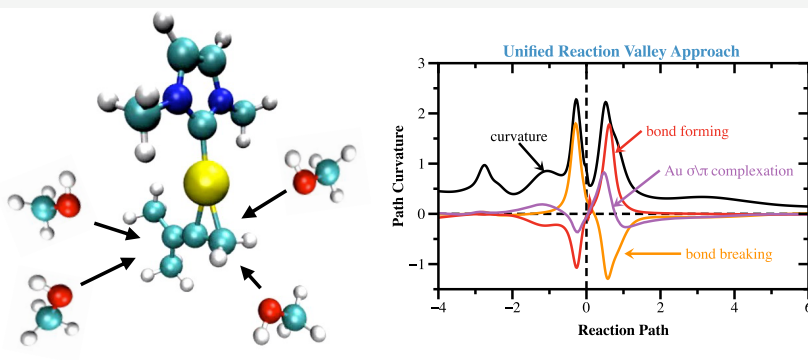 Unified Reaction Valley Approach
Path Curvature
3
2
1
0
−1
curvature
bond forming
Au σ\π complexation
bond breaking
−4
−2
0
2
4
6
Reaction Path